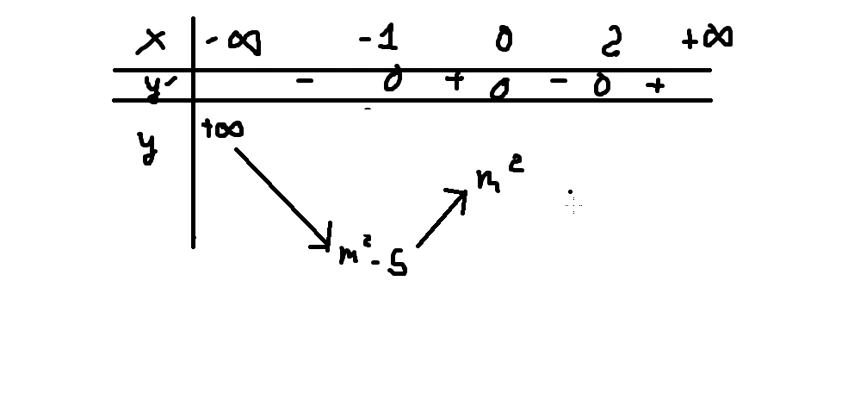 x -∞ -1 0 2 +∞
y' - 0 + 0 - 0 +
+∞
y
m²
m²-5